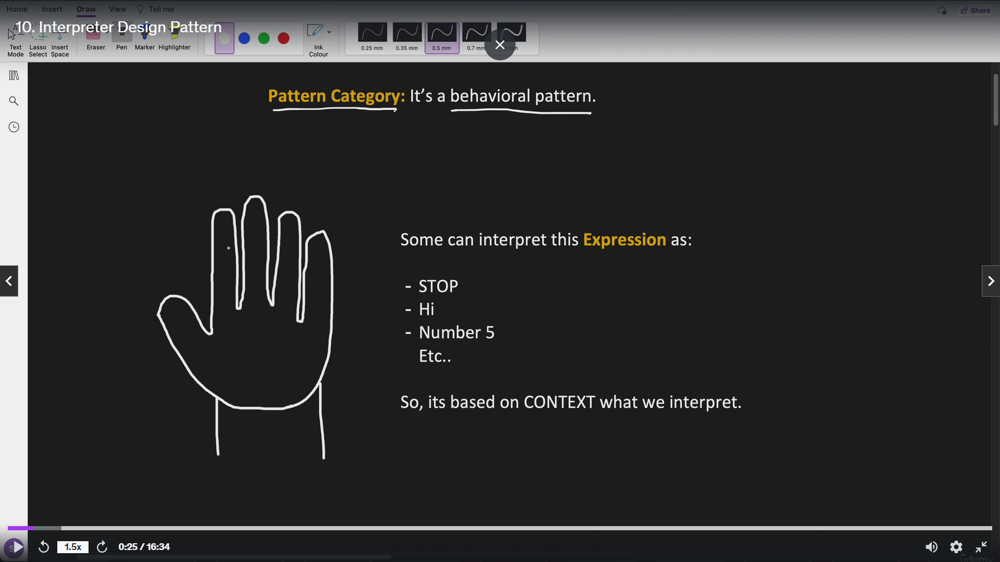 Home Insert Draw View Tell me
Share
10. Interpreter Design Pattern
Text Mode
Lasso Select
Insert Space
Eraser
Pen
Marker
Highlighter
Ink Colour
0.25 mm
0.35 mm
0.5 mm
0.7 mm
mm
Pattern Category: It's a behavioral pattern.
Some can interpret this Expression as:
- STOP
- Hi
- Number 5
Etc..
So, its based on CONTEXT what we interpret.
S
1.5x
0:25 / 16:34
ûdemy